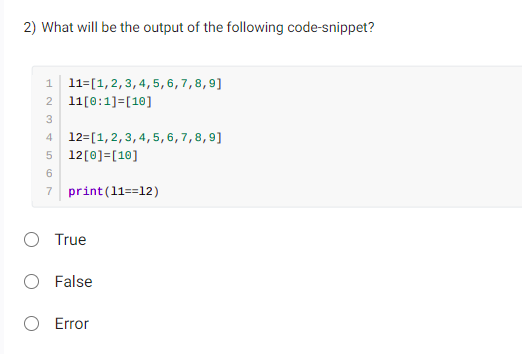 2) What will be the output of the following code-snippet?
1 l1=[1,2,3,4,5,6,7,8,9]
2 l1[0:1]=[10]
3
4 l2=[1,2,3,4,5,6,7,8,9]
5 l2[0]=[10]
6
7 print(l1==l2)
True
False
Error